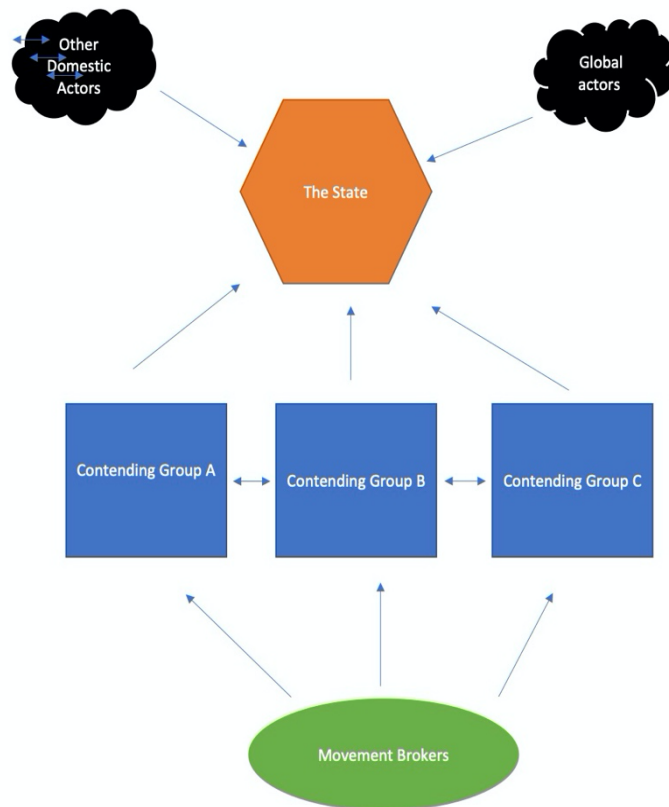 Other
Domestic
Actors
Global
actors
The State
Contending Group A
Contending Group B
Contending Group C
Movement Brokers